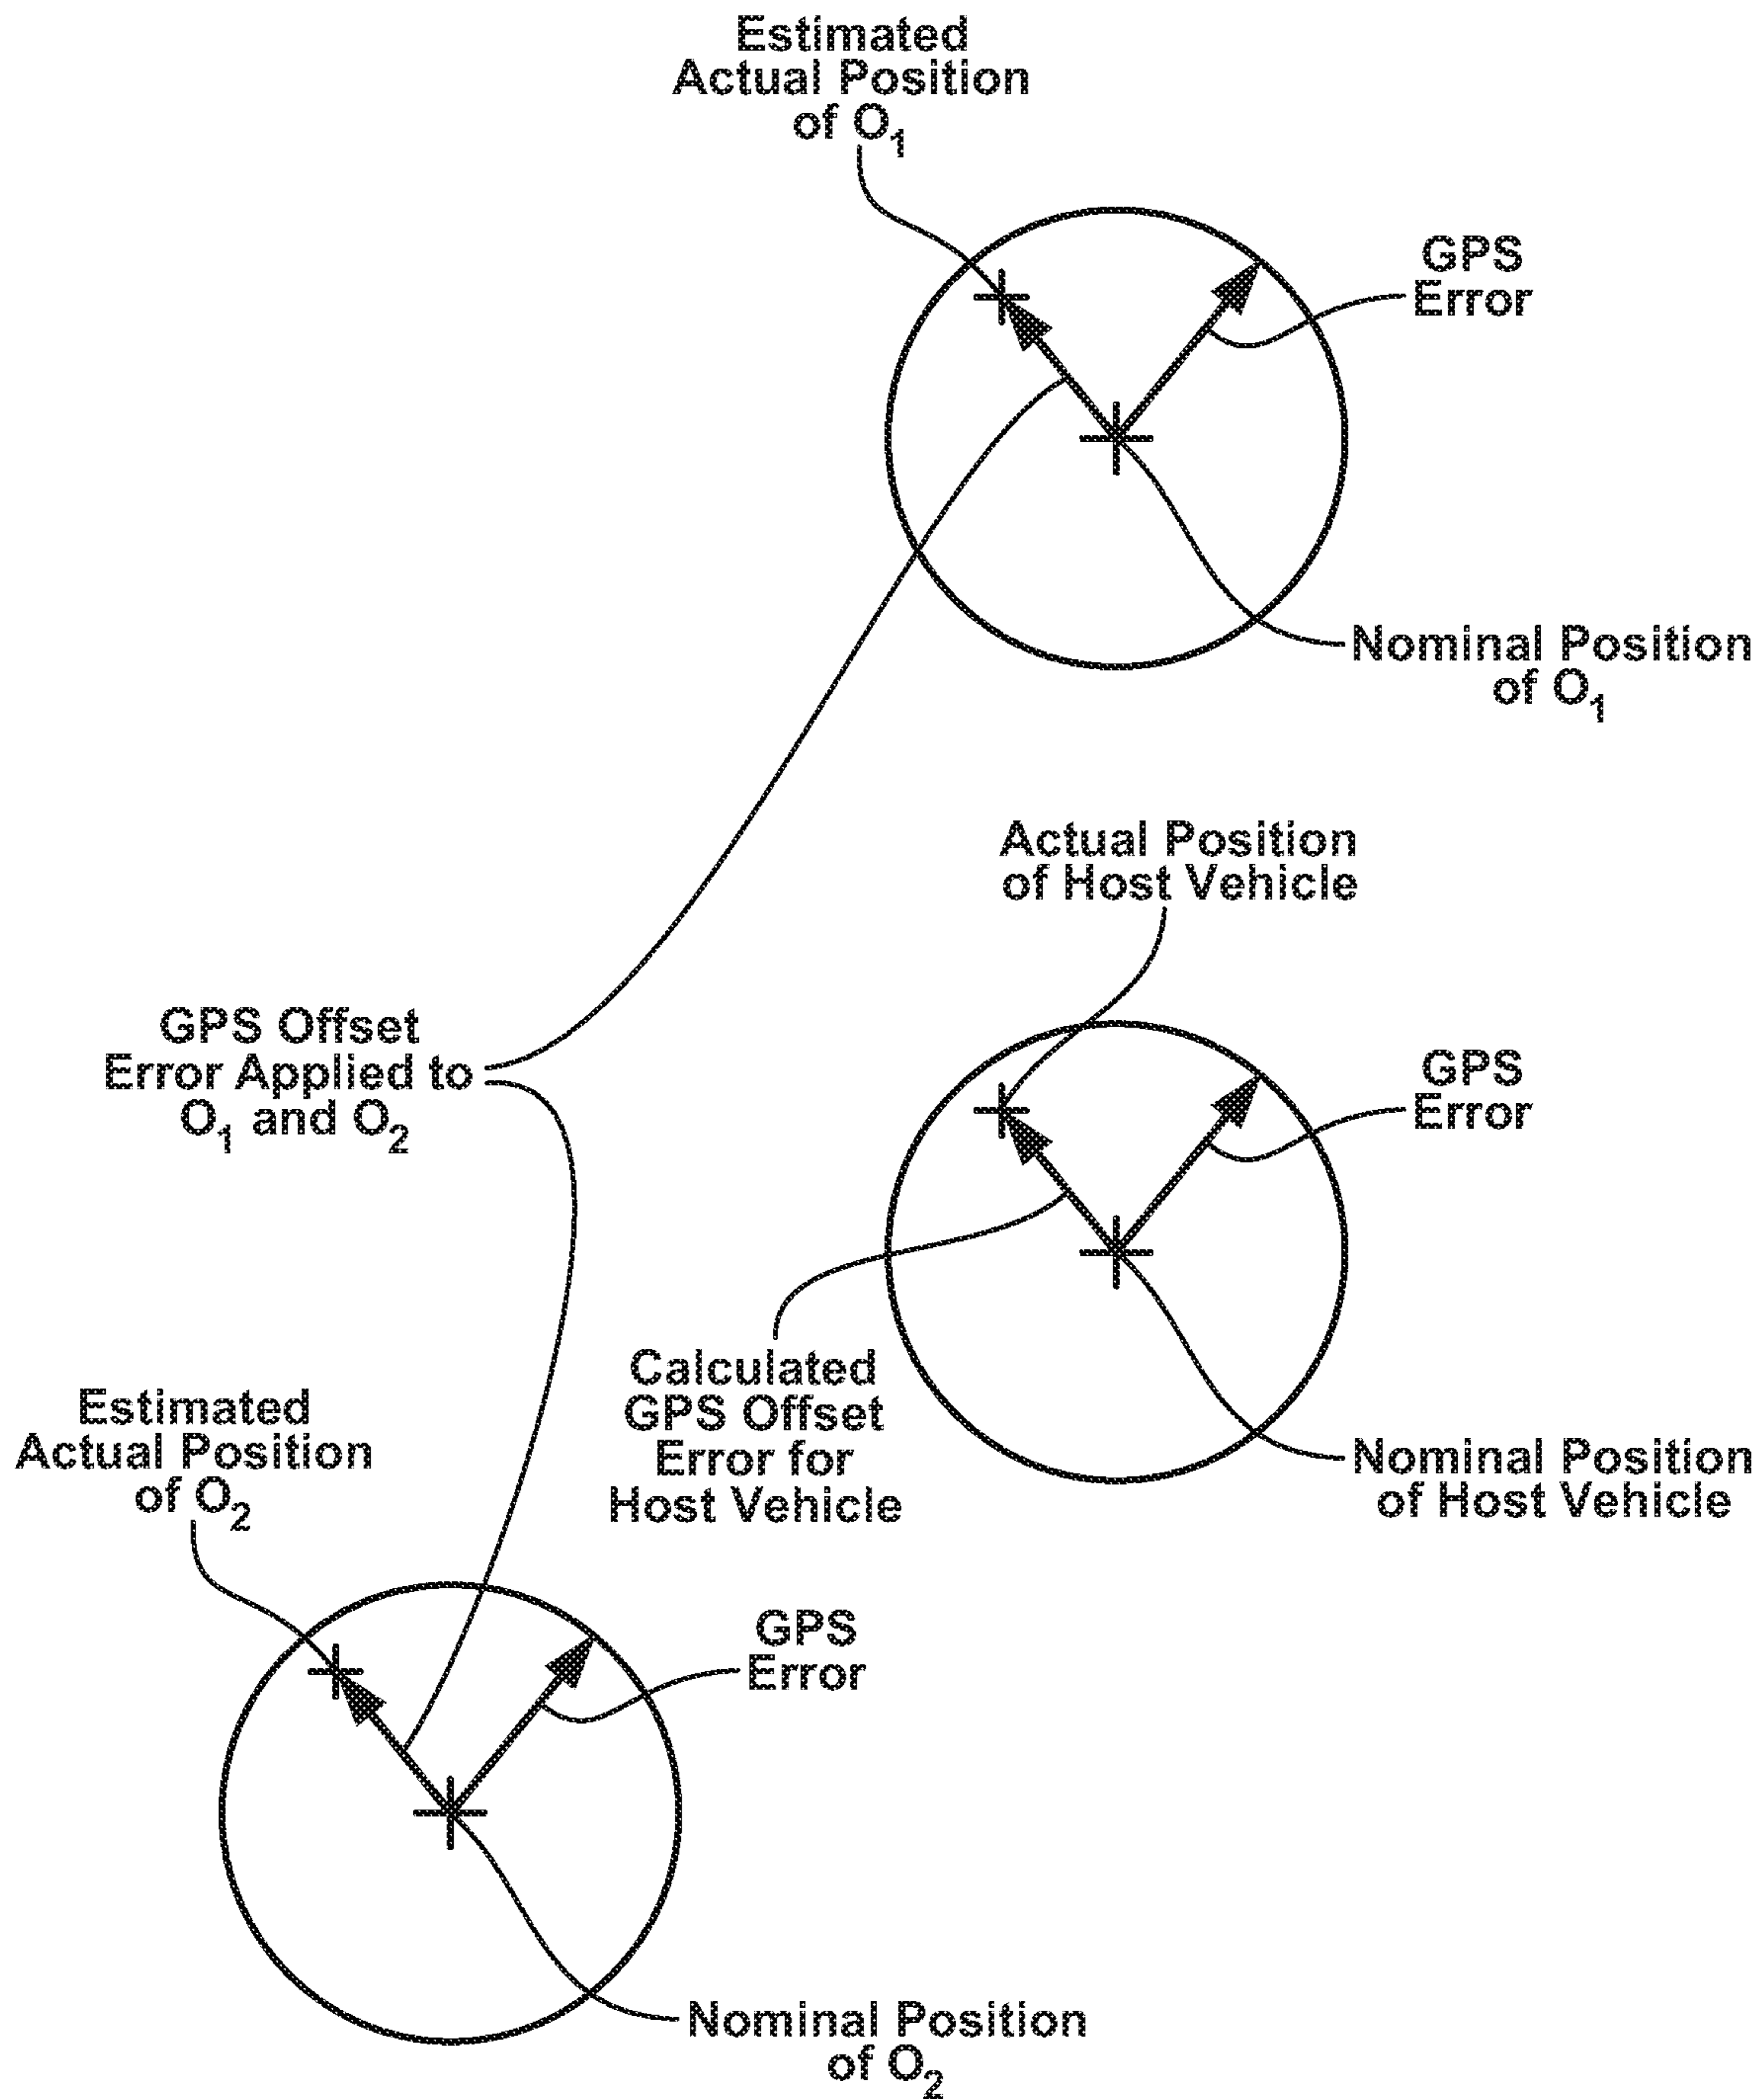 Estimated
Actual Position
of O₁
GPS
Error
Nominal Position
of O₁
Actual Position
of Host Vehicle
GPS Offset
Error Applied to
O₁ and O₂
GPS
Error
Calculated
GPS Offset
Error for
Host Vehicle
Nominal Position
of Host Vehicle
Estimated
Actual Position
of O₂
GPS
Error
Nominal Position
of O₂